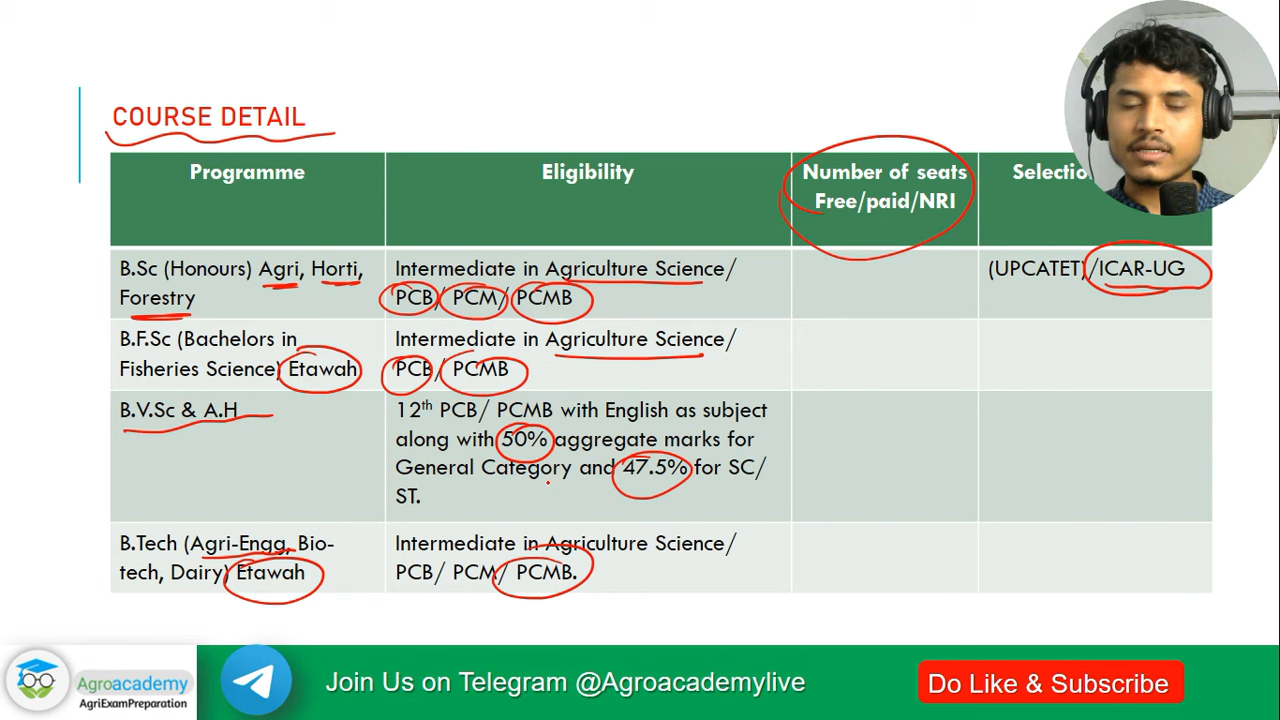 COURSE DETAIL
Programme
Eligibility
Number of seats
Free/paid/NRI
B.Sc (Honours) Agri, Horti,
Forestry
Intermediate in Agriculture Science/
PCB/ PCM/ PCMB
(UPCATET)/ICAR-UG
B.F.Sc (Bachelors in
Fisheries Science) Etawah
Intermediate in Agriculture Science/
PCB/ PCMB
B.V.Sc & A.H
12th PCB/ PCMB with English as subject
along with 50% aggregate marks for
General Category and 47.5% for SC/
ST.
B.Tech (Agri-Engg, Bio-
tech, Dairy) Etawah
Intermediate in Agriculture Science/
PCB/ PCM/ PCMB.
Agroacademy
AgriExamPreparation
Join Us on Telegram @Agroacademylive
Do Like & Subscribe